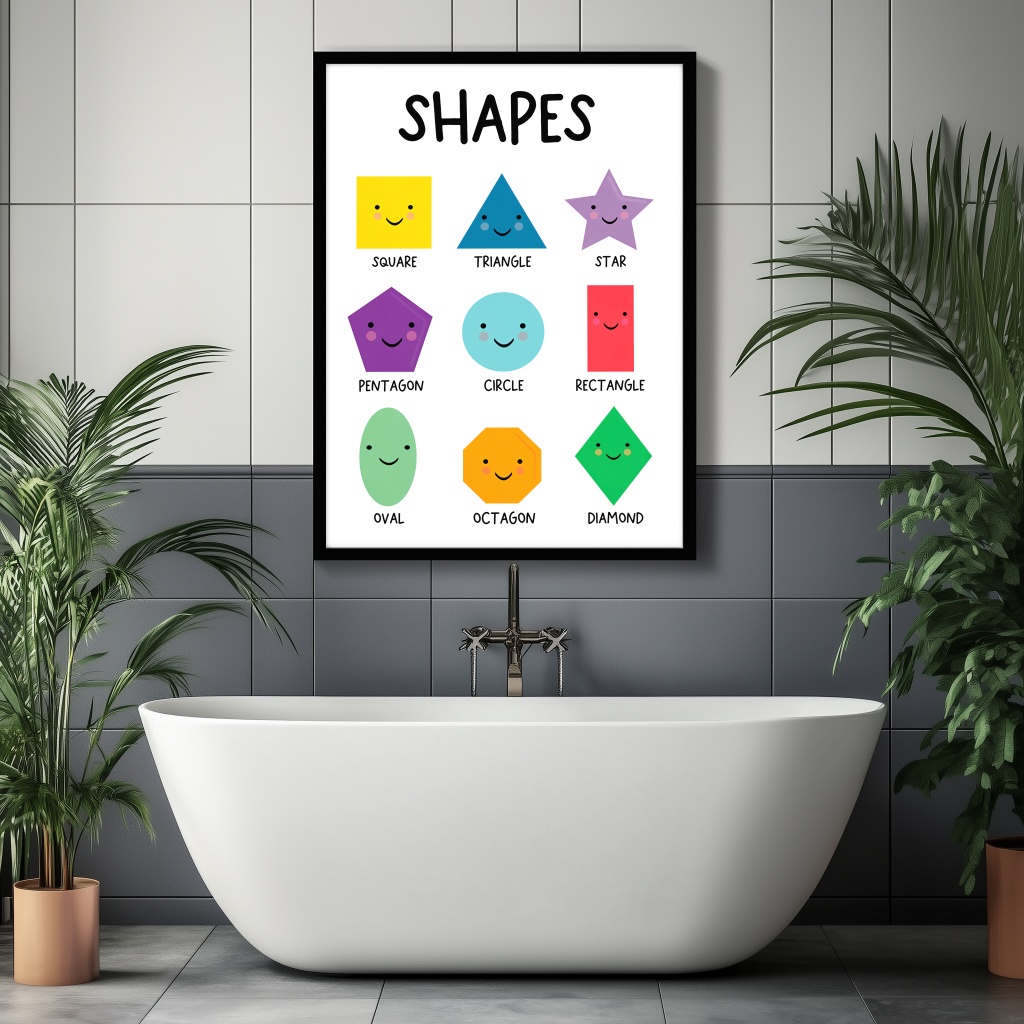 SHAPES
SQUARE TRIANGLE STAR
PENTAGON CIRCLE RECTANGLE
OVAL OCTAGON DIAMOND